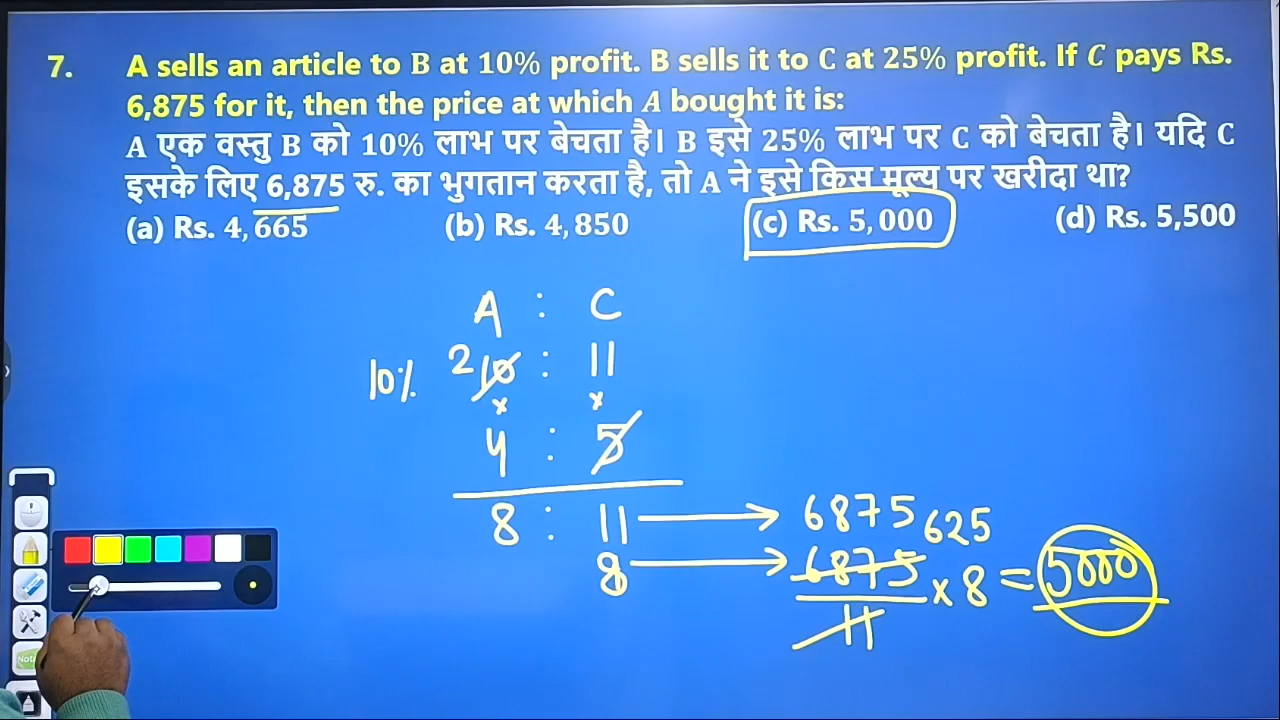 7. A sells an article to B at 10% profit. B sells it to C at 25% profit. If C pays Rs.
6,875 for it, then the price at which A bought it is:
A एक वस्तु B को 10% लाभ पर बेचता है। B इसे 25% लाभ पर C को बेचता है। यदि C
इसके लिए 6,875 रु. का भुगतान करता है, तो A ने इसे किस मूल्य पर खरीदा था?
(a) Rs. 4,665 (b) Rs. 4,850 (c) Rs. 5,000 (d) Rs. 5,500
A : C
10% 2 10 : 11
x x
4 : 5
8 : 11 → 6875
8 → 6875 625
11 x 8 = 5000
Note